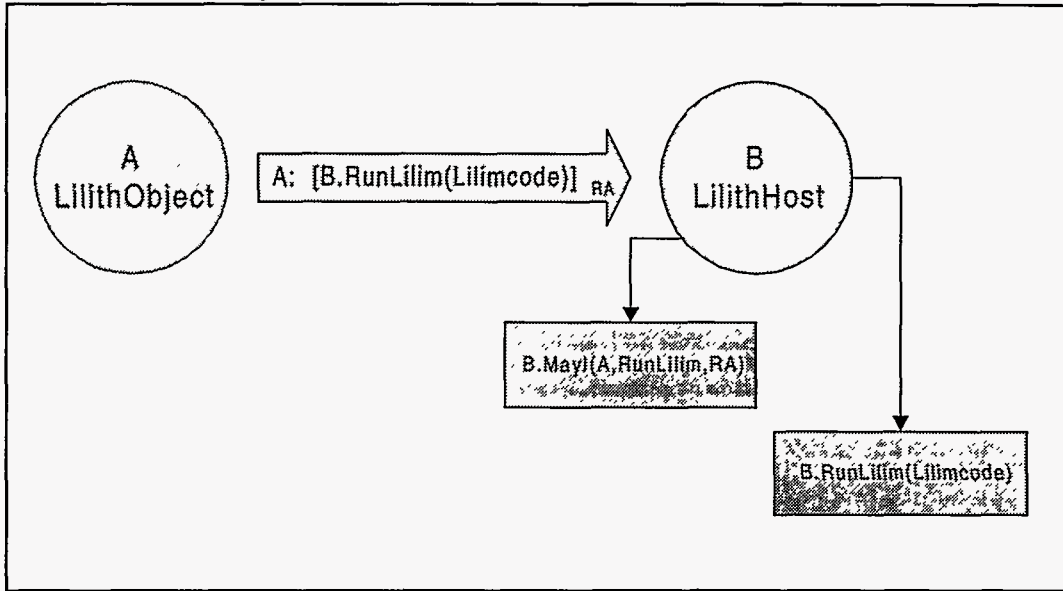 A
LilithObject
A: [B.RunLilim(Lilimcode)] RA
B
LilithHost
B.MayI(A,RunLilim,RA)
B.RunLilim(Lilimcode)